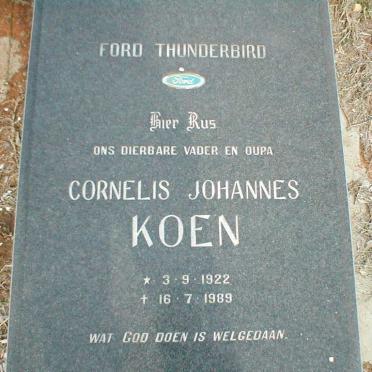 FORD THUNDERBIRD
Ford
Hier Rus
ONS DIERBARE VADER EN OUPA
CORNELIS JOHANNES
KOEN
★ 3·9·1922
† 16·7·1989
WAT GOD DOEN IS WELGEDAAN.